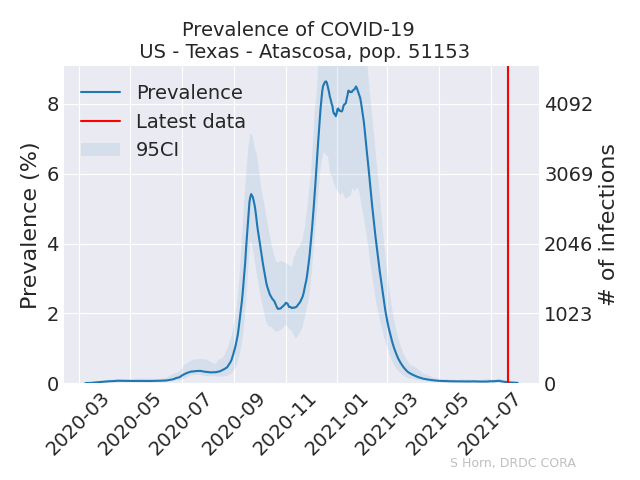 Prevalence of COVID-19
US - Texas - Atascosa, pop. 51153
Prevalence
Latest data
95CI
Prevalence (%)
8
6
4
2
0
4092
3069
2046
1023
0
# of infections
2020-03
2020-05
2020-07
2020-09
2020-11
2021-01
2021-03
2021-05
2021-07
S Horn, DRDC CORA